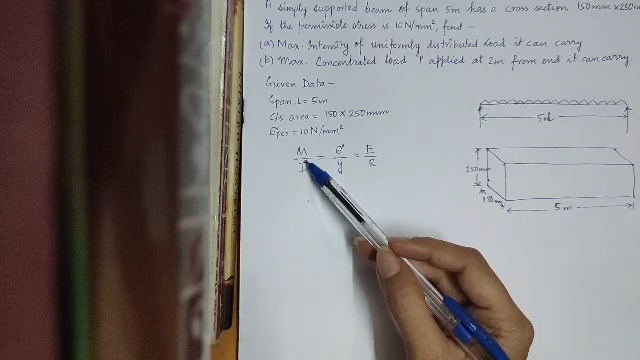 A simply supported beam of span 5m has a cross section 150mm x 250m
If the permissible stress is 10 N/mm², find –
(a) Max. Intensity of uniformly distributed load it can carry.
(b) Max. Concentrated load 'P' applied at 2m from end it can carry.
Given Data –
Span, L = 5m
C/s area = 150 x 250mm
σper = 10 N/mm²
M/I = σ/y = E/R
5m
250mm
150mm
5m